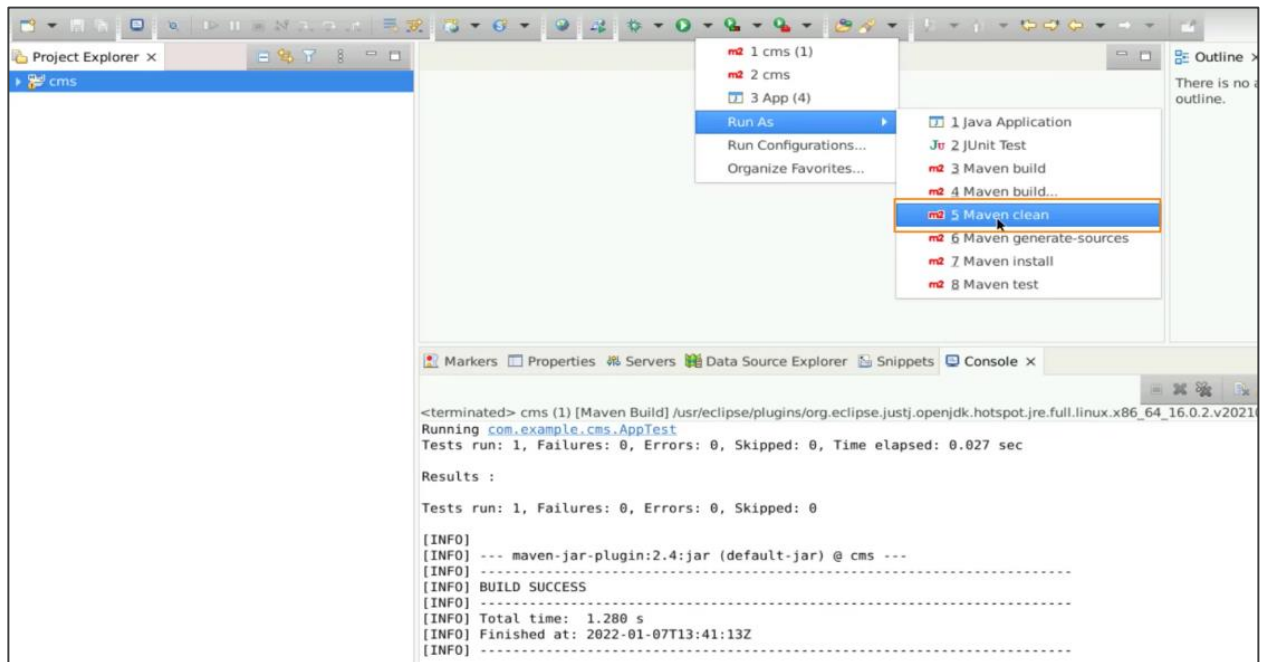 Project Explorer
cms
m2 1 cms (1)
m2 2 cms
3 App (4)
Run As
Run Configurations...
Organize Favorites...
J 1 Java Application
Ju 2 JUnit Test
m2 3 Maven build
m2 4 Maven build...
m2 5 Maven clean
m2 6 Maven generate-sources
m2 7 Maven install
m2 8 Maven test
Outline
There is no
outline.
Markers Properties Servers Data Source Explorer Snippets Console
<terminated> cms (1) [Maven Build] /usr/eclipse/plugins/org.eclipse.justj.openjdk.hotspot.jre.full.linux.x86_64_16.0.2.v2021
Running com.example.cms.AppTest
Tests run: 1, Failures: 0, Errors: 0, Skipped: 0, Time elapsed: 0.027 sec
Results :
Tests run: 1, Failures: 0, Errors: 0, Skipped: 0
[INFO]
[INFO] --- maven-jar-plugin:2.4:jar (default-jar) @ cms ---
[INFO] ------------------------------------------------------------------------
[INFO] BUILD SUCCESS
[INFO] ------------------------------------------------------------------------
[INFO] Total time: 1.280 s
[INFO] Finished at: 2022-01-07T13:41:13Z
[INFO] ------------------------------------------------------------------------